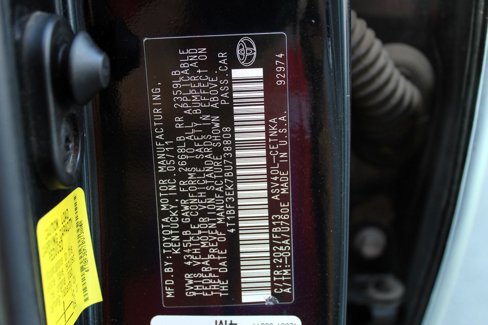 MFD.BY: TOYOTA MOTOR MANUFACTURING,
KENTUCKY, INC. 05/11
GVWR 4345LB GAWR FR 2668LB RR 2359LB
THIS VEHICLE CONFORMS TO ALL APPLICABLE
FEDERAL MOTOR VEHICLE SAFETY, BUMPER AND
THEFT PREVENTION STANDARDS IN EFFECT ON
THE DATE OF MANUFACTURE SHOWN ABOVE.
4T1BF3EK7BU738808 PASS.CAR
C/TR: 202/FB13 ASV40L-CETNKA
A/TM: -05A/U760E MADE IN U.S.A. 92974